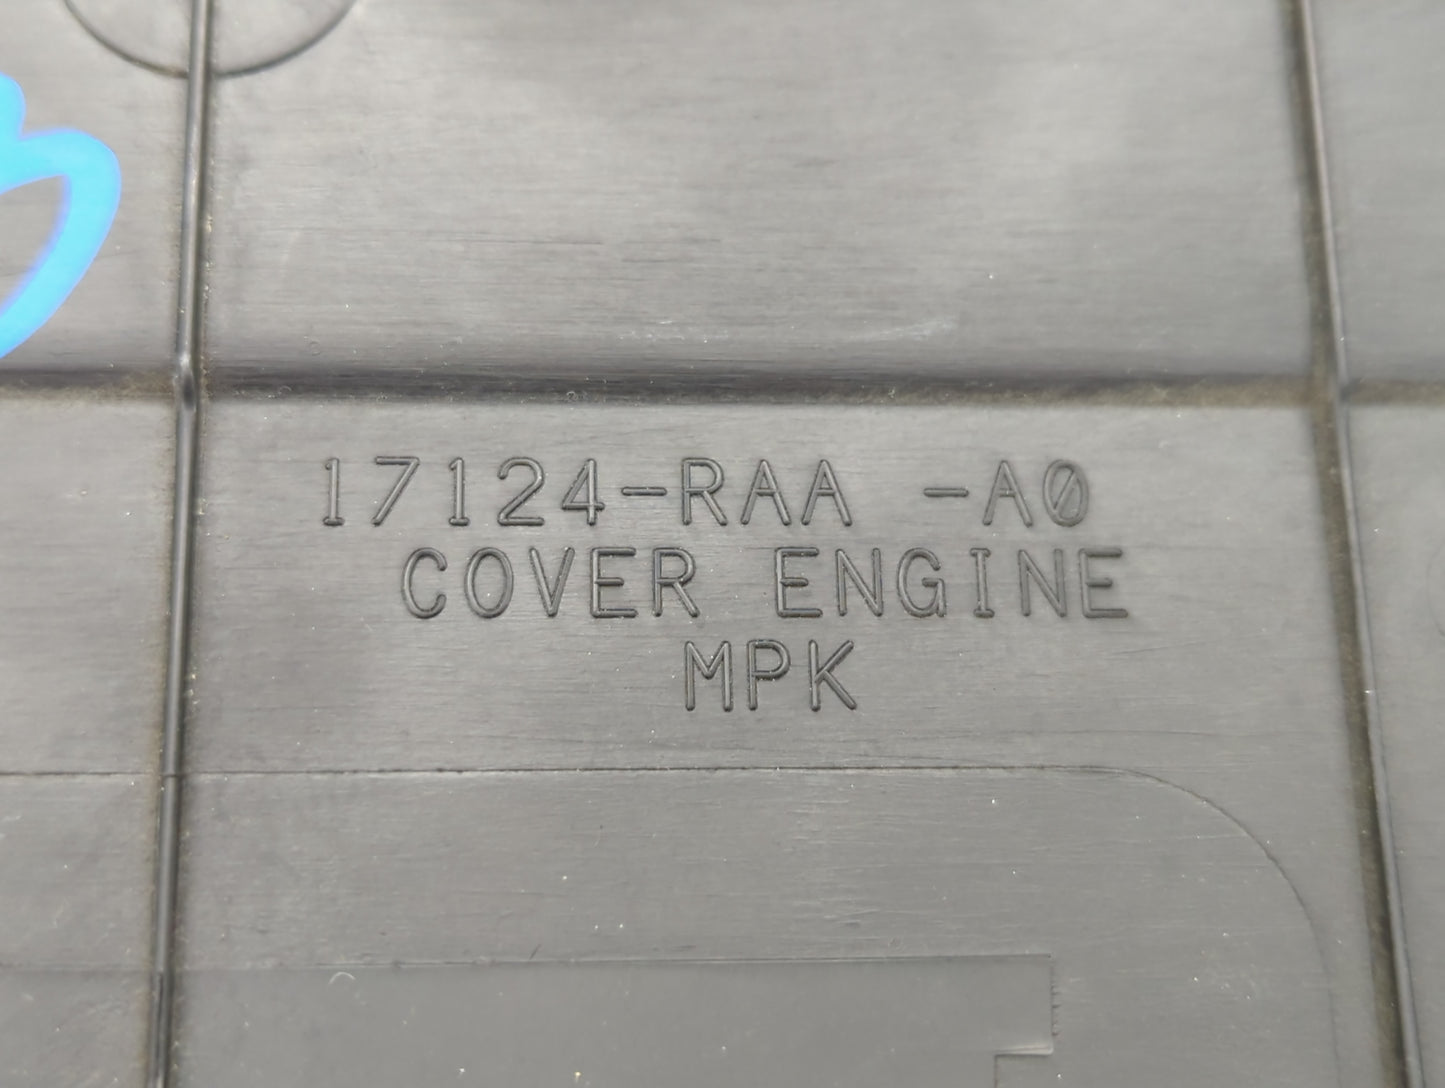 17124-RAA -A0
COVER ENGINE
MPK